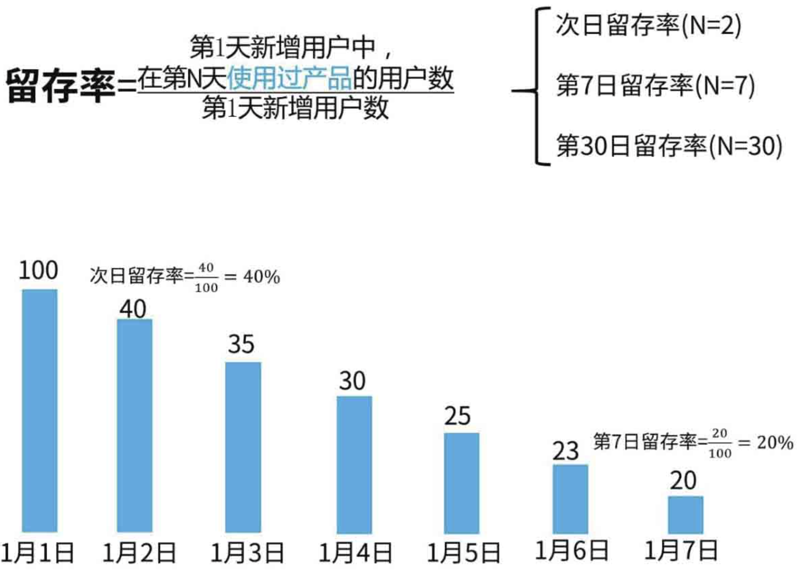 第1天新增用户中，
留存率=在第N天使用过产品的用户数
第1天新增用户数
次日留存率(N=2)
第7日留存率(N=7)
第30日留存率(N=30)
100
次日留存率=40/100 = 40%
40
35
30
25
23
第7日留存率=20/100 = 20%
20
1月1日 1月2日 1月3日 1月4日 1月5日 1月6日 1月7日